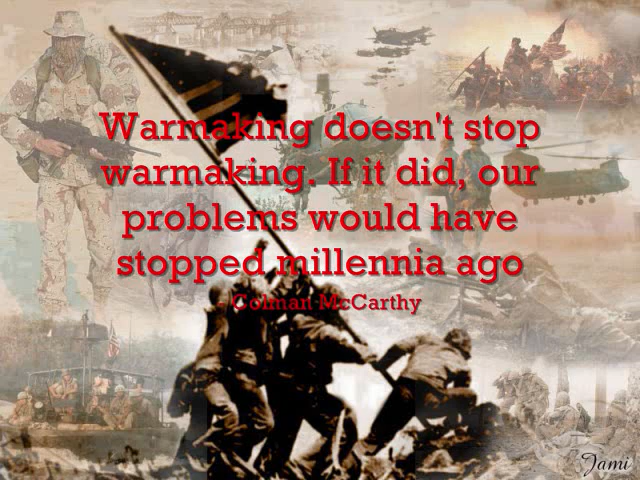 Warmaking doesn't stop
warmaking. If it did, our
problems would have
stopped millennia ago
- Colman McCarthy
Jami